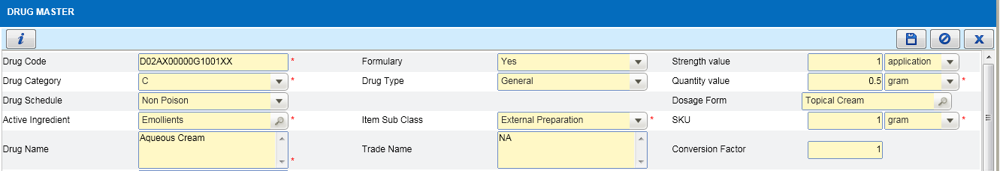 DRUG MASTER
i
X
Drug Code D02AX00000G1001XX * Formulary Yes Strength value 1 application
Drug Category C * Drug Type General Quantity value 0.5 gram *
Drug Schedule Non Poison Dosage Form Topical Cream
Active Ingredient Emollients * Item Sub Class External Preparation * SKU 1 gram *
Drug Name Aqueous Cream * Trade Name NA Conversion Factor 1